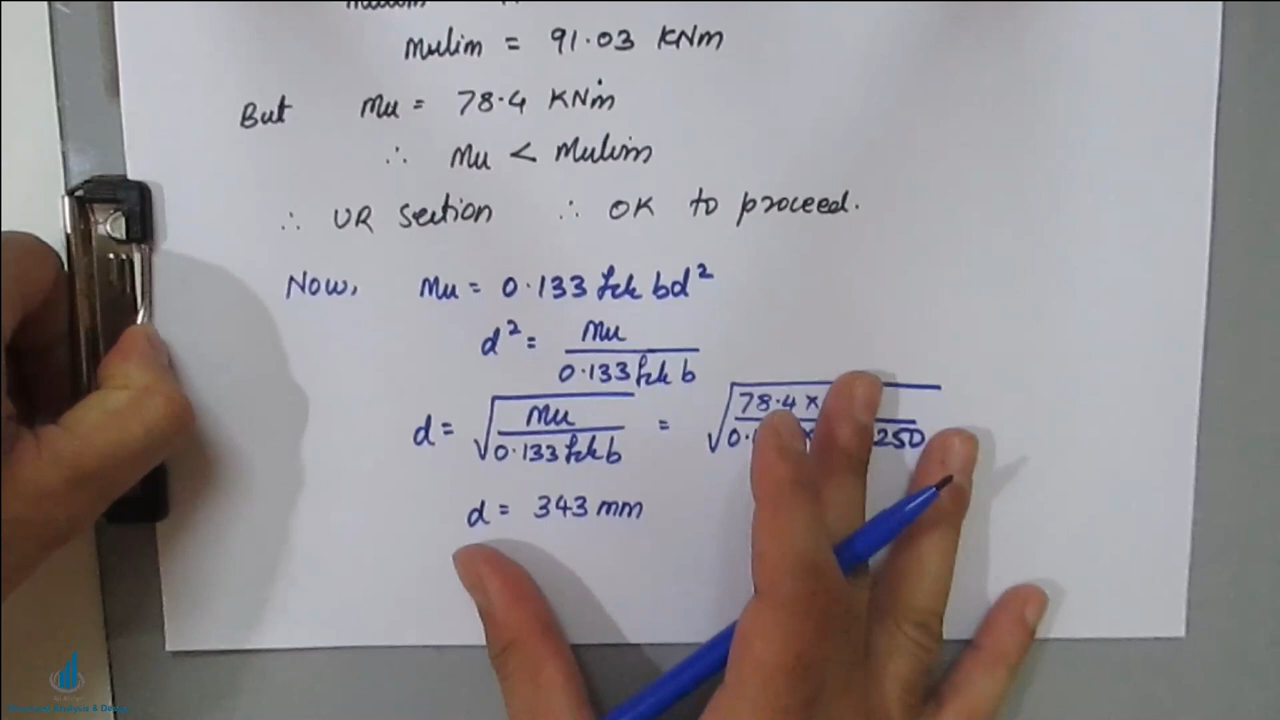 Mulim = 91.03 KNm
But Mu = 78.4 KNm
∴ Mu < Mulim
∴ UR section ∴ OK to proceed.
Now, Mu = 0.133 fck bd²
d² = Mu / 0.133 fck b
d = √ Mu / 0.133 fck b = √ 78.4 × / 0. 250
d = 343 mm